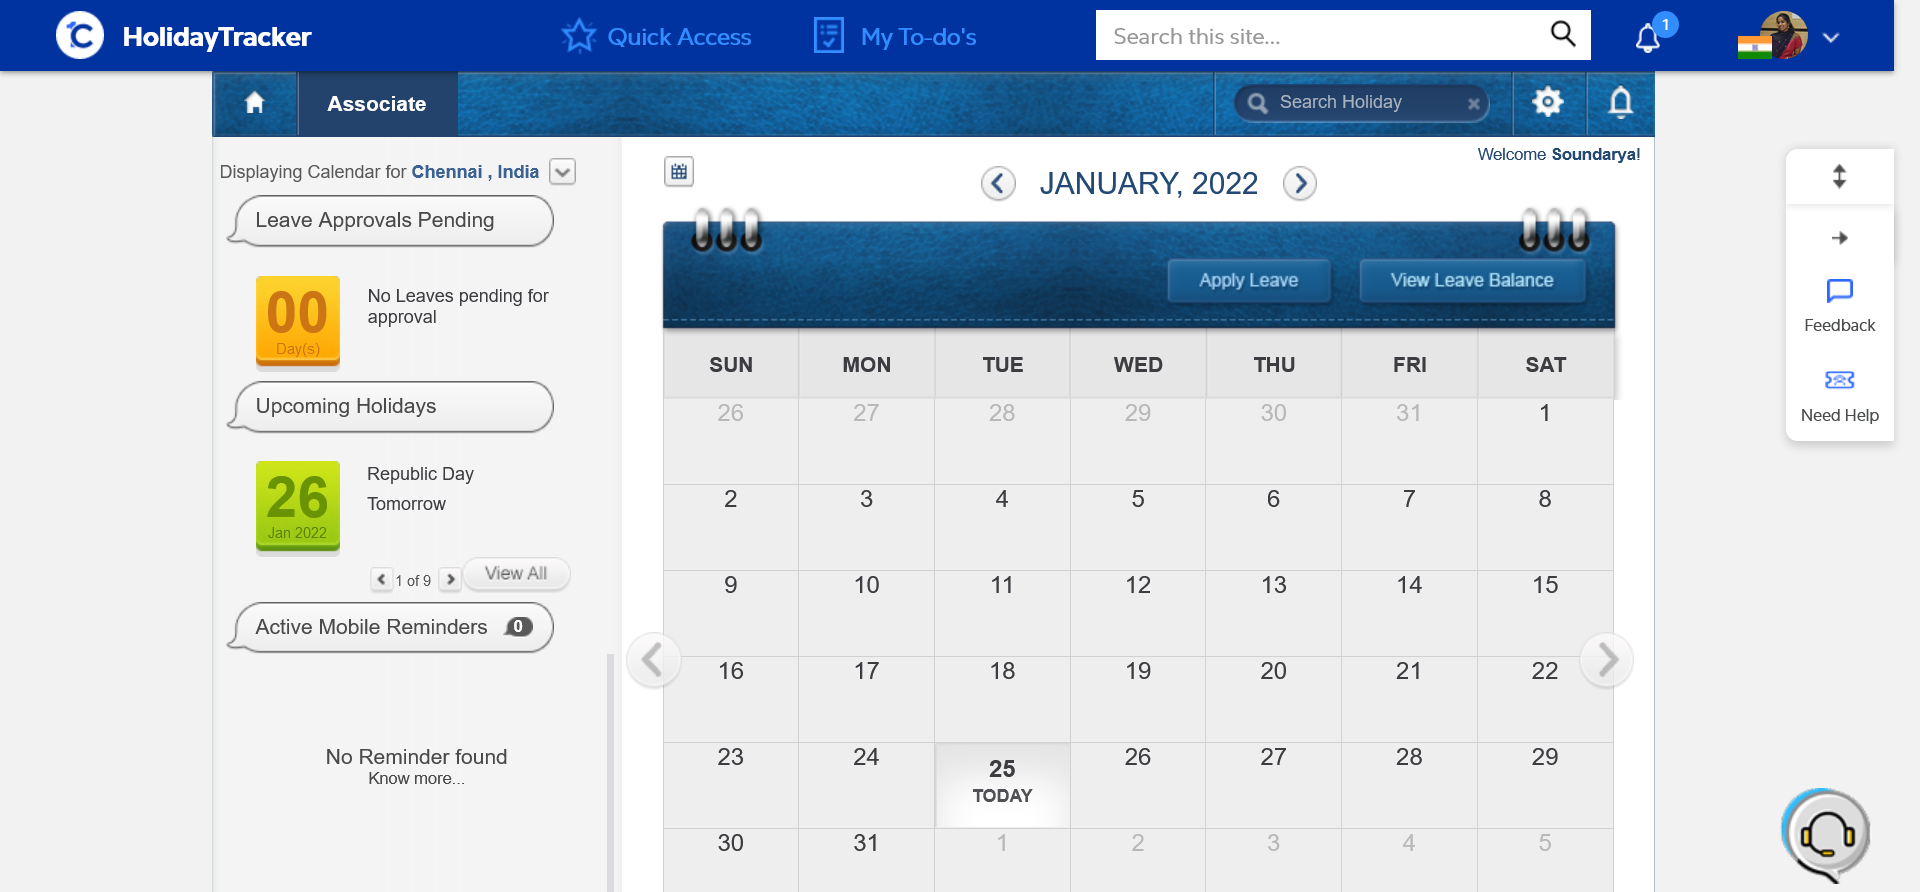 HolidayTracker
Quick Access
My To-do's
Search this site...
1
Associate
Search Holiday
Welcome Soundarya!
Displaying Calendar for Chennai , India
Leave Approvals Pending
00
Day(s)
No Leaves pending for
approval
Upcoming Holidays
26
Jan 2022
Republic Day
Tomorrow
1 of 9
View All
Active Mobile Reminders 0
No Reminder found
Know more...
JANUARY, 2022
Apply Leave
View Leave Balance
SUN MON TUE WED THU FRI SAT
26 27 28 29 30 31 1
2 3 4 5 6 7 8
9 10 11 12 13 14 15
16 17 18 19 20 21 22
23 24 25 26 27 28 29
TODAY
30 31 1 2 3 4 5
Feedback
Need Help